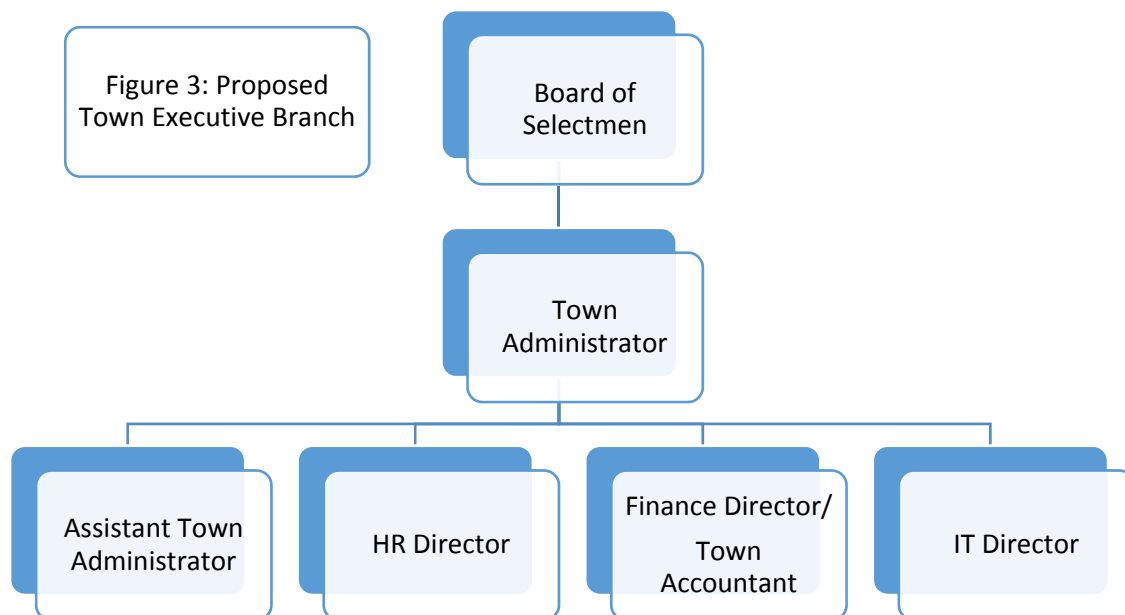 Figure 3: Proposed
Town Executive Branch
Board of
Selectmen
Town
Administrator
Assistant Town
Administrator
HR Director
Finance Director/
Town
Accountant
IT Director